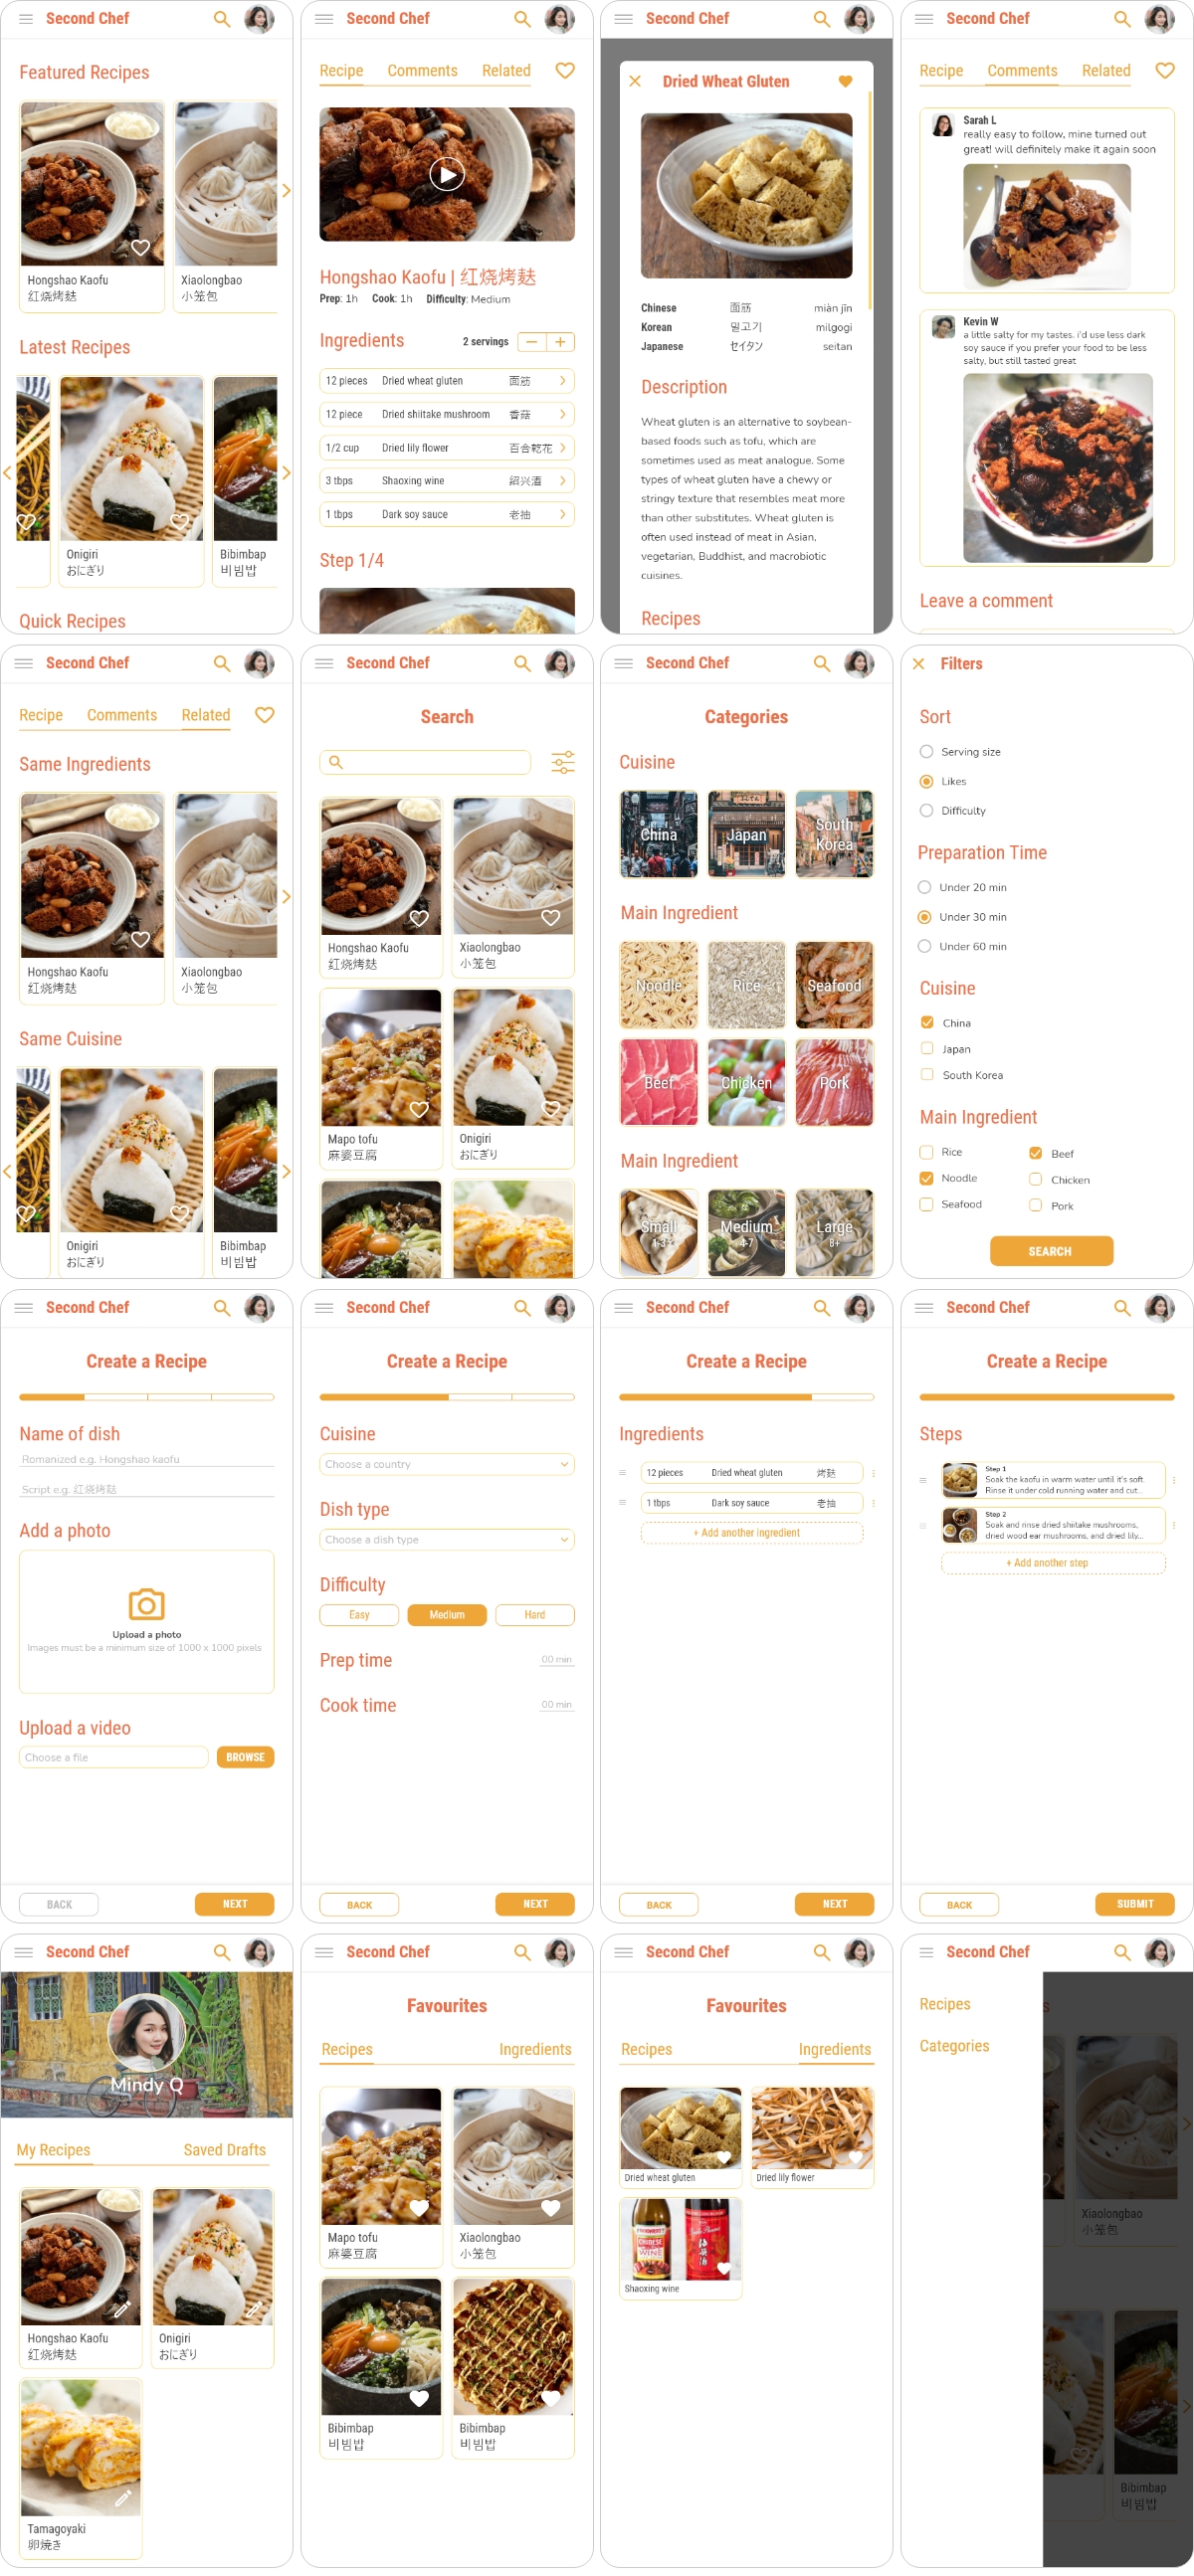 Second Chef
Featured Recipes
Hongshao Kaofu
红烧烤麸
Xiaolongbao
小笼包
Latest Recipes
Onigiri
おにぎり
Bibimbap
비빔밥
Quick Recipes
Second Chef
Recipe Comments Related
Hongshao Kaofu | 红烧烤麸
Prep: 1h Cook: 1h Difficulty: Medium
Ingredients 2 servings
12 pieces Dried wheat gluten 面筋
12 piece Dried shiitake mushroom 香菇
1/2 cup Dried lily flower 百合乾花
3 tbps Shaoxing wine 紹兴酒
1 tbps Dark soy sauce 老抽
Step 1/4
Second Chef
Dried Wheat Gluten
Chinese 面筋 miàn jīn
Korean 밀고기 milgogi
Japanese セイタン seitan
Description
Wheat gluten is an alternative to soybean-
based foods such as tofu, which are
sometimes used as meat analogue. Some
types of wheat gluten have a chewy or
stringy texture that resembles meat more
than other substitutes. Wheat gluten is
often used instead of meat in Asian,
vegetarian, Buddhist, and macrobiotic
cuisines.
Recipes
Second Chef
Recipe Comments Related
Sarah L
really easy to follow, mine turned out
great! will definitely make it again soon
Kevin W
a little salty for my tastes. i'd use less dark
soy sauce if you prefer your food to be less
salty, but still tasted great
Leave a comment
Second Chef
Recipe Comments Related
Same Ingredients
Hongshao Kaofu
红烧烤麸
Xiaolongbao
小笼包
Same Cuisine
Onigiri
おにぎり
Bibimbap
비빔밥
Second Chef
Search
Hongshao Kaofu
红烧烤麸
Xiaolongbao
小笼包
Mapo tofu
麻婆豆腐
Onigiri
おにぎり
Second Chef
Categories
Cuisine
China
Japan
South
Korea
Main Ingredient
Noodle
Rice
Seafood
Beef
Chicken
Pork
Main Ingredient
Small
1-3
Medium
4-7
Large
8+
Filters
Sort
Serving size
Likes
Difficulty
Preparation Time
Under 20 min
Under 30 min
Under 60 min
Cuisine
China
Japan
South Korea
Main Ingredient
Rice Beef
Noodle Chicken
Seafood Pork
SEARCH
Second Chef
Create a Recipe
Name of dish
Romanized e.g. Hongshao kaofu
Script e.g. 红烧烤麸
Add a photo
Upload a photo
Images must be a minimum size of 1000 x 1000 pixels
Upload a video
Choose a file BROWSE
BACK NEXT
Second Chef
Create a Recipe
Cuisine
Choose a country
Dish type
Choose a dish type
Difficulty
Easy Medium Hard
Prep time 00 min
Cook time 00 min
BACK NEXT
Second Chef
Create a Recipe
Ingredients
12 pieces Dried wheat gluten 烤麸
1 tbps Dark soy sauce 老抽
+ Add another ingredient
BACK NEXT
Second Chef
Create a Recipe
Steps
Step 1
Soak the kaofu in warm water until it's soft.
Rinse it under cold running water and cut...
Step 2
Soak and rinse dried shiitake mushrooms,
dried wood ear mushrooms, and dried lily...
+ Add another step
BACK SUBMIT
Second Chef
Mindy Q
My Recipes Saved Drafts
Hongshao Kaofu
红烧烤麸
Onigiri
おにぎり
Tamagoyaki
卵焼き
Second Chef
Favourites
Recipes Ingredients
Mapo tofu
麻婆豆腐
Xiaolongbao
小笼包
Bibimbap
비빔밥
Bibimbap
비빔밥
Second Chef
Favourites
Recipes Ingredients
Dried wheat gluten
Dried lily flower
CHINESE
WINE
Shaoxing wine
Second Chef
Recipes
Categories
s
Xiaolongbao
小笼包
Bibimbap
비빔밥